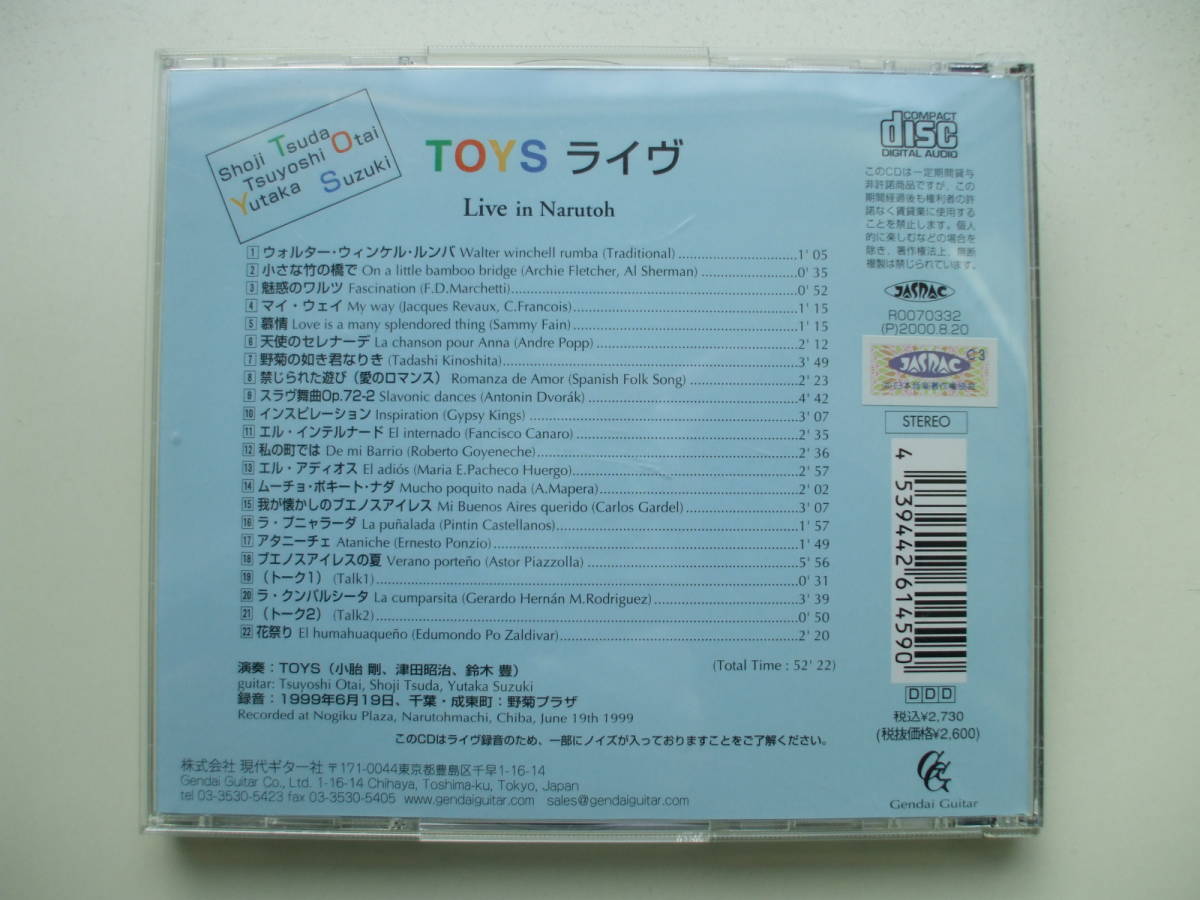 Shoji Tsuda
Tsuyoshi Otai
Yutaka Suzuki
TOYS ライヴ
Live in Narutoh
1 ウォルター・ウィンケル・ルンバ Walter winchell rumba (Traditional) 1' 05
2 小さな竹の橋で On a little bamboo bridge (Archie Fletcher, Al Sherman) 0' 35
3 魅惑のワルツ Fascination (F.D.Marchetti) 0' 52
4 マイ・ウェイ My way (Jacques Revaux, C.Francois) 1' 15
5 慕情 Love is a many splendored thing (Sammy Fain) 1' 15
6 天使のセレナーデ La chanson pour Anna (Andre Popp) 2' 12
7 野菊の如き君なりき (Tadashi Kinoshita) 3' 49
8 禁じられた遊び（愛のロマンス） Romanza de Amor (Spanish Folk Song) 2' 23
9 スラヴ舞曲Op.72-2 Slavonic dances (Antonin Dvorák) 4' 42
10 インスピレーション Inspiration (Gypsy Kings) 3' 07
11 エル・インテルナード El internado (Fancisco Canaro) 2' 35
12 私の町では De mi Barrio (Roberto Goyeneche) 2' 36
13 エル・アディオス El adiós (Maria E.Pacheco Huergo) 2' 57
14 ムーチョ・ポキート・ナダ Mucho poquito nada (A.Mapera) 2' 02
15 我が懐かしのブエノスアイレス Mi Buenos Aires querido (Carlos Gardel) 3' 07
16 ラ・プニャラーダ La puñalada (Pintin Castellanos) 1' 57
17 アタニーチェ Ataniche (Ernesto Ponzio) 1' 49
18 ブエノスアイレスの夏 Verano porteño (Astor Piazzolla) 5' 56
19 （トーク1） (Talk1) 0' 31
20 ラ・クンパルシータ La cumparsita (Gerardo Hernán M.Rodriguez) 3' 39
21 （トーク2） (Talk2) 0' 50
22 花祭り El humahuaqueño (Edumondo Po Zaldivar) 2' 20
(Total Time : 52' 22)
演奏：TOYS（小胎 剛、津田昭治、鈴木 豊）
guitar: Tsuyoshi Otai, Shoji Tsuda, Yutaka Suzuki
録音：1999年6月19日、千葉・成東町：野菊プラザ
Recorded at Nogiku Plaza, Narutohmachi, Chiba, June 19th 1999
このCDはライヴ録音のため、一部にノイズが入っておりますことをご了解ください。
株式会社 現代ギター社 〒171-0044東京都豊島区千早1-16-14
Gendai Guitar Co., Ltd. 1-16-14 Chihaya, Toshima-ku, Tokyo, Japan
tel 03-3530-5423 fax 03-3530-5405 www.gendaiguitar.com sales@gendaiguitar.com
COMPACT
disc
DIGITAL AUDIO
このCDは一定期間貸与
非許諾商品ですが、この
期間経過後も権利者の許
諾なく賃貸業に使用する
ことを禁止します。個人
的に楽しむなどの場合を
除き、著作権法上、無断
複製は禁じられています。
JASRAC
R0070332
(P)2000.8.20
JASRAC
STEREO
4 539442 614590
DDD
税込¥2,730
(税抜価格¥2,600)
GG
Gendai Guitar